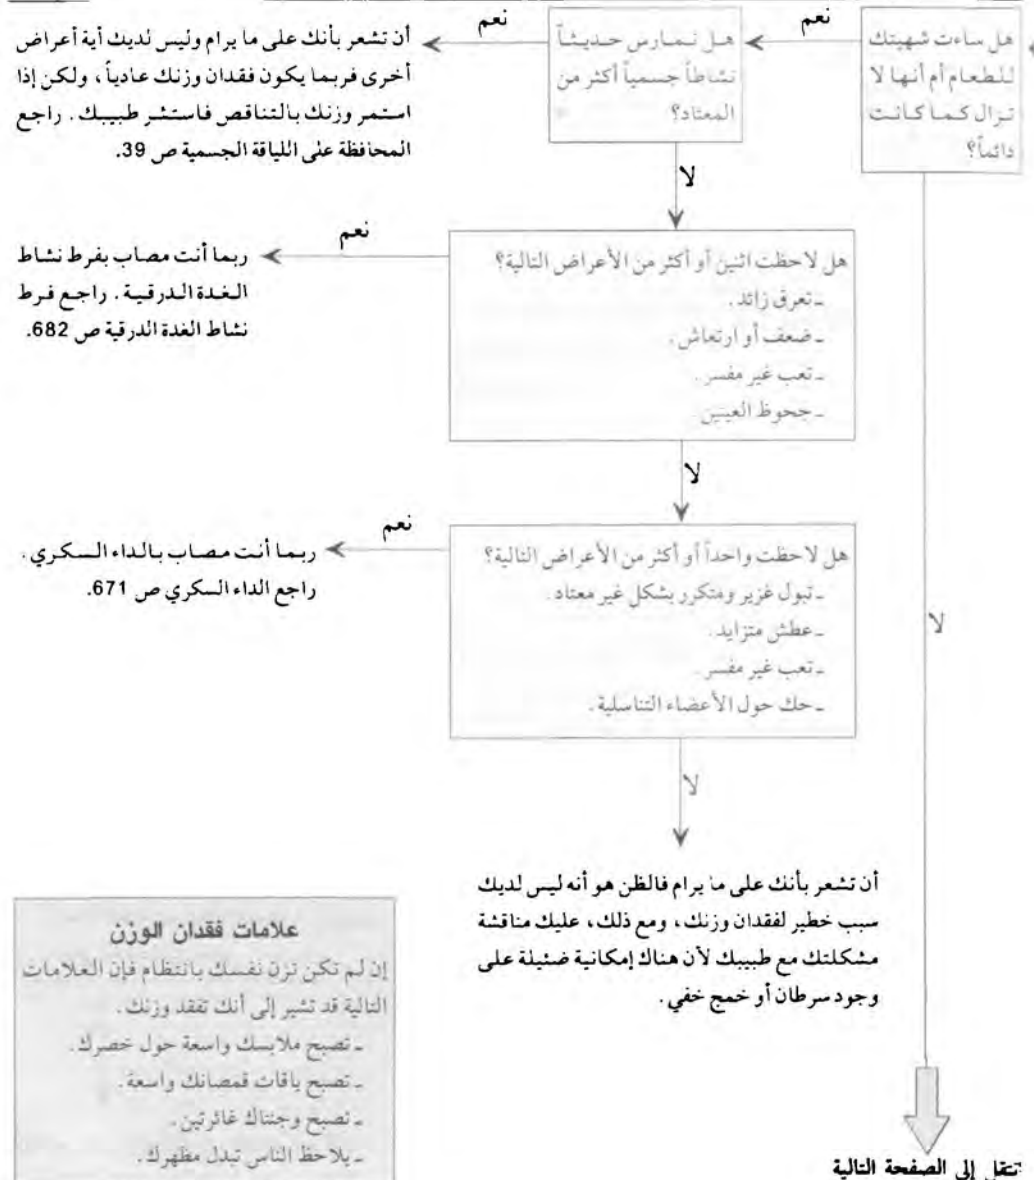 هل ساءت شهيتك
للطعام أم أنها لا
تزال كما كانت
دائماً؟
نعم
هل تمارس حديثاً
نشاطاً جسمياً أكثر من
المعتاد؟
نعم
أن تشعر بأنك على ما يرام وليس لديك أية أعراض
أخرى فربما يكون فقدان وزنك عادياً، ولكن إذا
استمر وزنك بالتناقص فاستشر طبيبك. راجع
المحافظة على اللياقة الجسمية ص 39.
لا
هل لاحظت اثنين أو أكثر من الأعراض التالية؟
ـ تعرق زائد.
ـ ضعف أو ارتعاش.
ـ تعب غير مفسر.
ـ جحوظ العينين
نعم
ربما أنت مصاب بفرط نشاط
الغدة الدرقية. راجع فرط
نشاط الغدة الدرقية ص 682.
لا
هل لاحظت واحداً أو أكثر من الأعراض التالية؟
ـ تبول غزير ومتكرر بشكل غير معتاد.
ـ عطش متزايد.
ـ تعب غير مفسر.
ـ حك حول الأعضاء التناسلية.
نعم
ربما أنت مصاب بالداء السكري.
راجع الداء السكري ص 671.
لا
لا
أن تشعر بأنك على ما يرام فالظن هو أنه ليس لديك
سبب خطير لفقدان وزنك، ومع ذلك، عليك مناقشة
مشكلتك مع طبيبك لأن هناك إمكانية ضئيلة على
وجود سرطان أو خمج خفي.
علامات فقدان الوزن
إن لم تكن تزن نفسك بانتظام فإن العلامات
التالية قد تشير إلى أنك تفقد وزنك.
ـ تصبح ملابسك واسعة حول خصرك.
ـ تصبح ياقات قمصانك واسعة.
ـ تصبح وجنتاك غائرتين.
ـ يلاحظ الناس تبدل مظهرك.
تنقل إلى الصفحة التالية